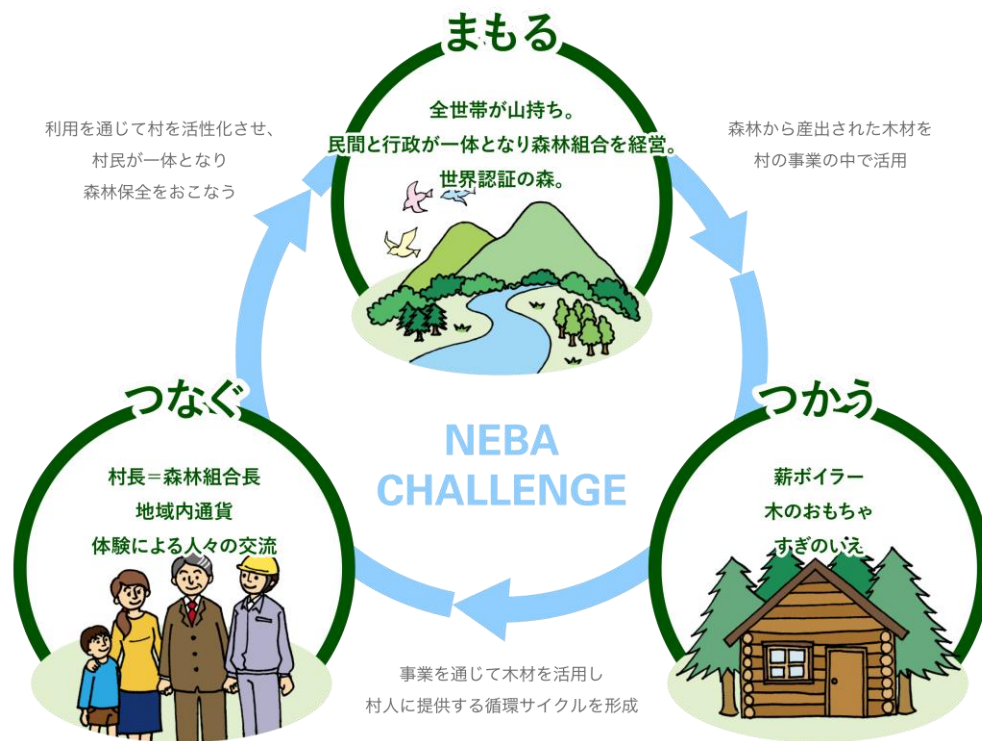 まもる
全世帯が山持ち。
民間と行政が一体となり森林組合を経営。
世界認証の森。
利用を通じて村を活性化させ、
村民が一体となり
森林保全をおこなう
森林から産出された木材を
村の事業の中で活用
つなぐ
村長＝森林組合長
地域内通貨
体験による人々の交流
NEBA
CHALLENGE
つかう
薪ボイラー
木のおもちゃ
すぎのいえ
事業を通じて木材を活用し
村人に提供する循環サイクルを形成